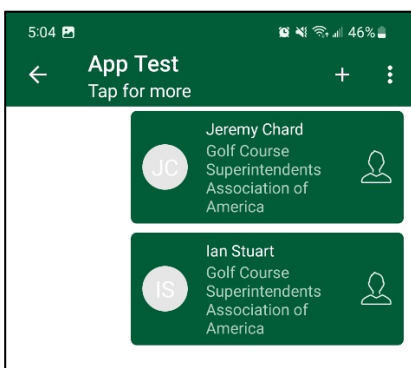 5:04 46%
App Test
Tap for more
Jeremy Chard
JC
Golf Course
Superintendents
Association of
America
Ian Stuart
IS
Golf Course
Superintendents
Association of
America